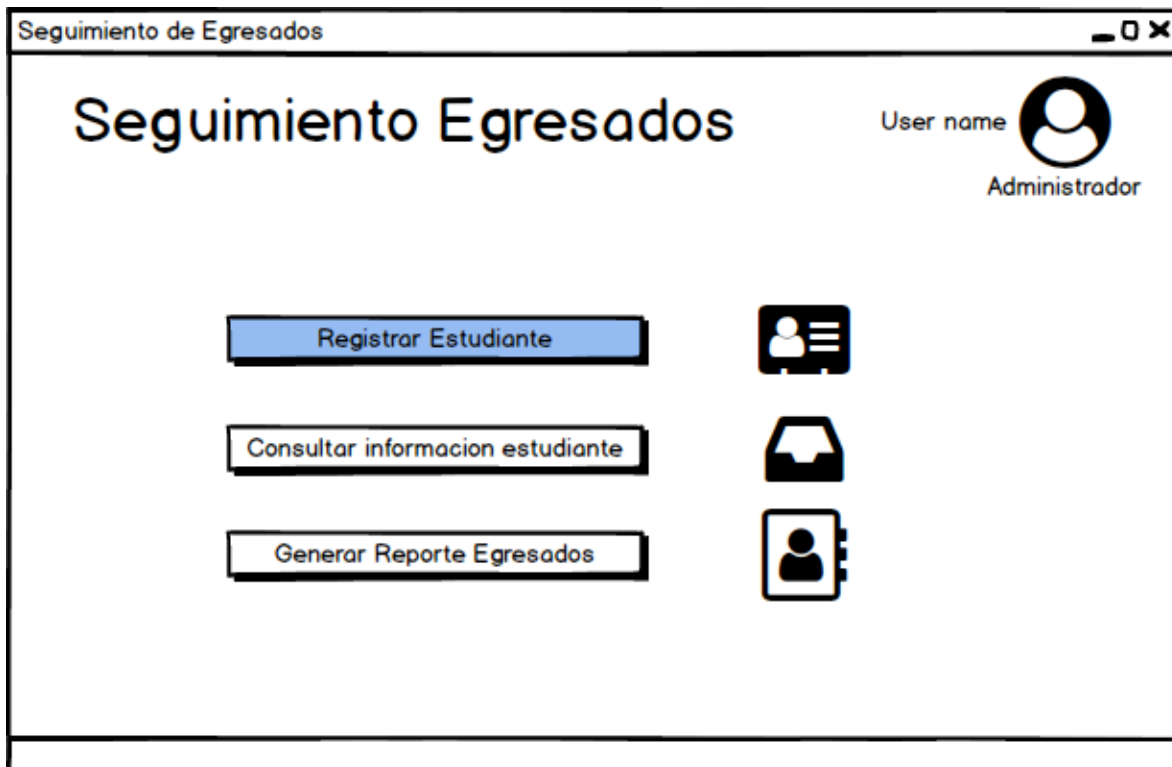 Seguimiento de Egresados
Seguimiento Egresados
User name
Administrador
Registrar Estudiante
Consultar informacion estudiante
Generar Reporte Egresados